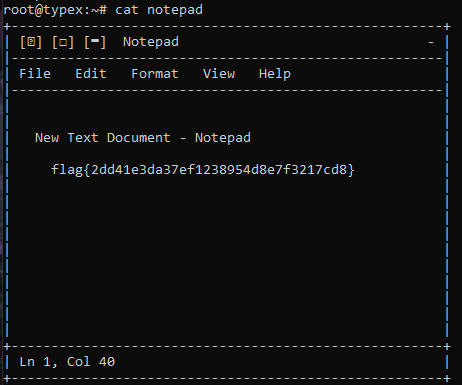 root@typex:~# cat notepad
+------------------------------------------------------+
| [⍰] [□] [━]  Notepad                               - |
|------------------------------------------------------|
| File   Edit   Format   View   Help                   |
|------------------------------------------------------|
New Text Document - Notepad
flag{2dd41e3da37ef1238954d8e7f3217cd8}
+------------------------------------------------------+
| Ln 1, Col 40                                         |
+------------------------------------------------------+